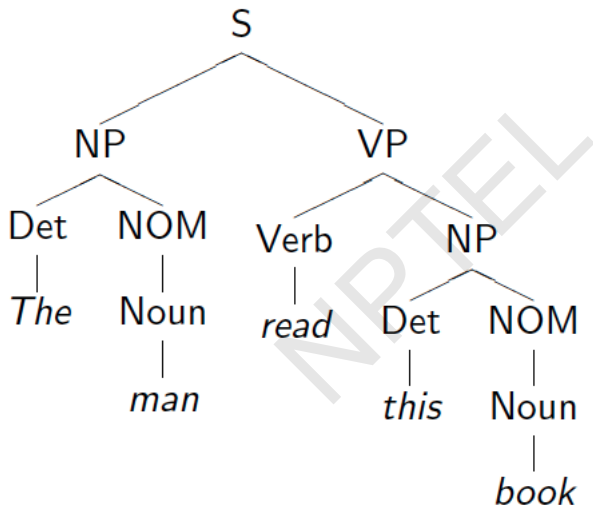 S
NP VP
Det NOM Verb NP
The Noun read Det NOM
man this Noun
book
NPTEL